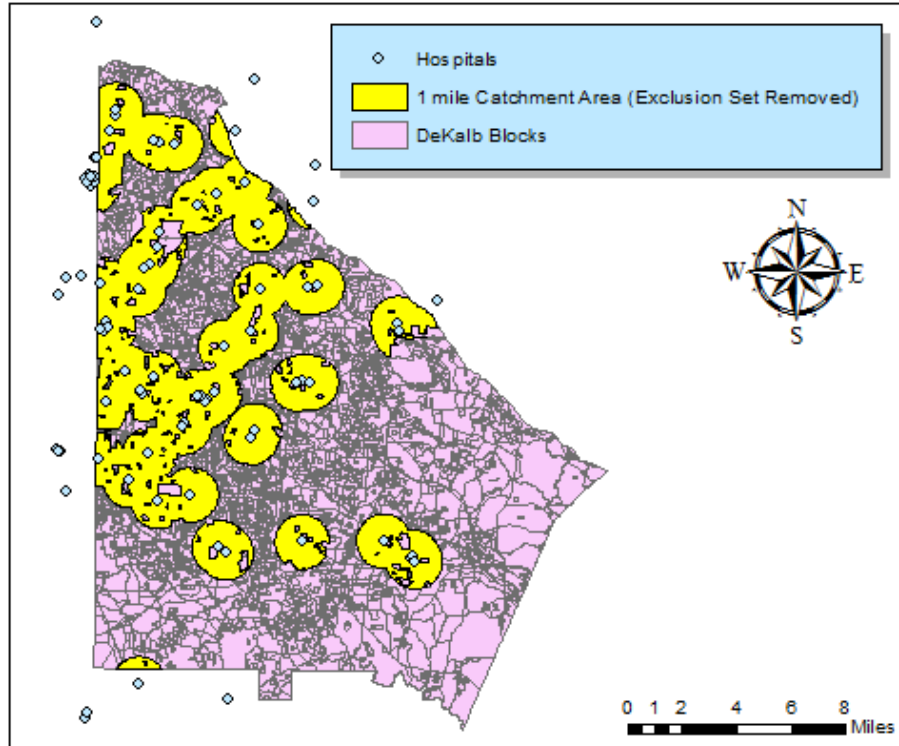 Hospitals
1 mile Catchment Area (Exclusion Set Removed)
DeKalb Blocks
N
W E
S
0 1 2 4 6 8
Miles